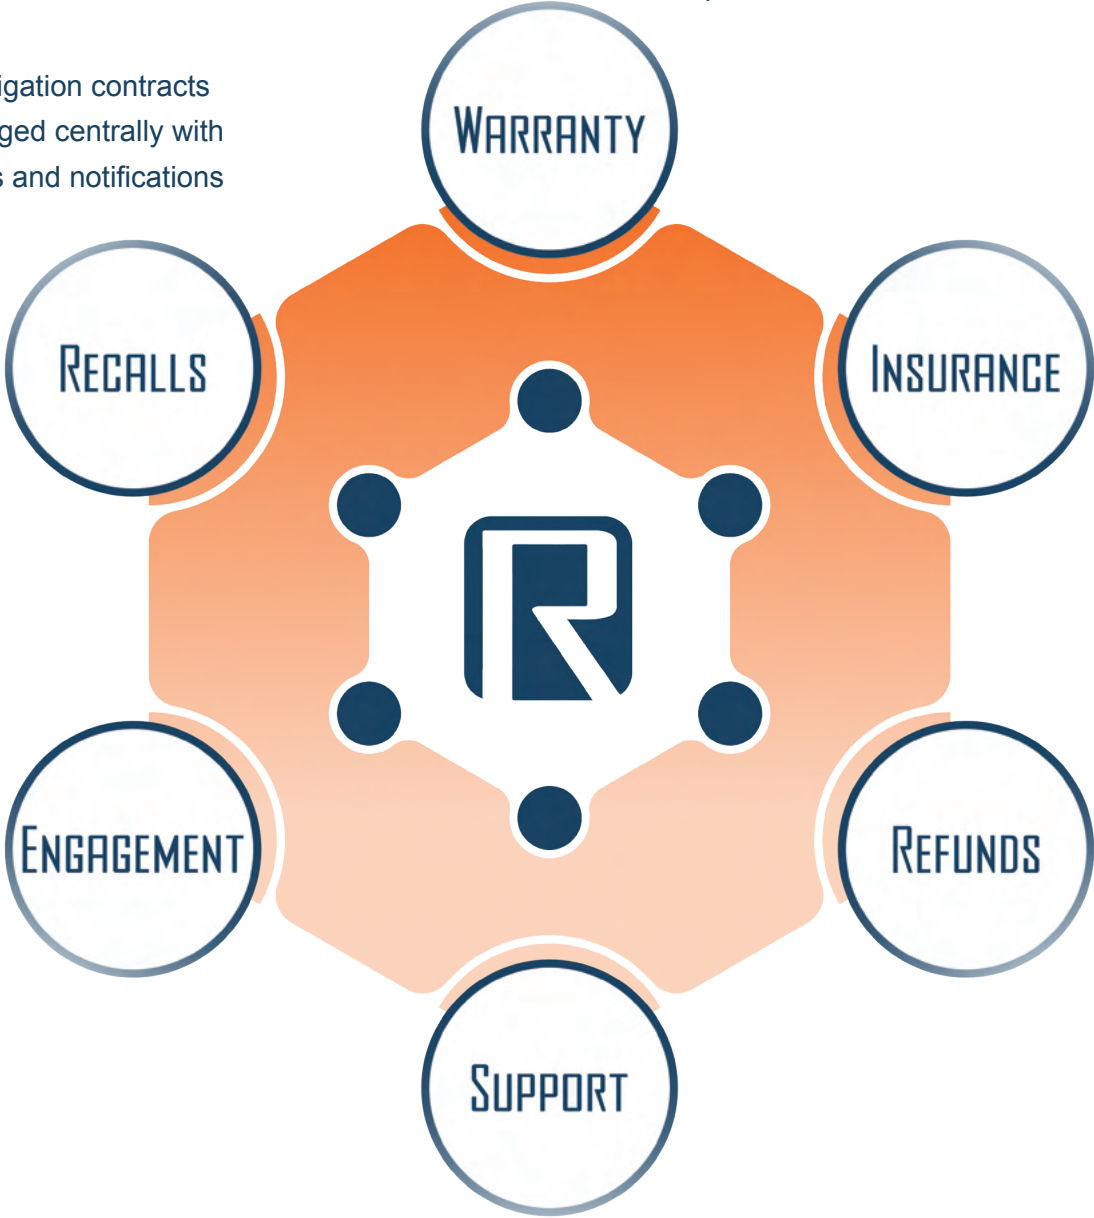 igation contracts
ged centrally with
s and notifications
WARRANTY
RECALLS
INSURANCE
R
ENGAGEMENT
REFUNDS
SUPPORT